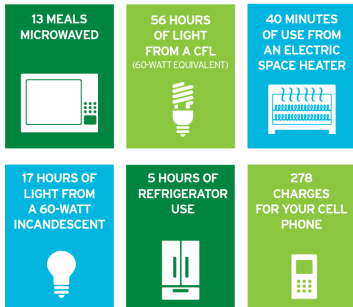 13 MEALS
MICROWAVED
56 HOURS
OF LIGHT
FROM A CFL
(60-WATT EQUIVALENT)
40 MINUTES
OF USE FROM
AN ELECTRIC
SPACE HEATER
17 HOURS OF
LIGHT FROM
A 60-WATT
INCANDESCENT
5 HOURS OF
REFRIGERATOR
USE
278
CHARGES
FOR YOUR CELL
PHONE